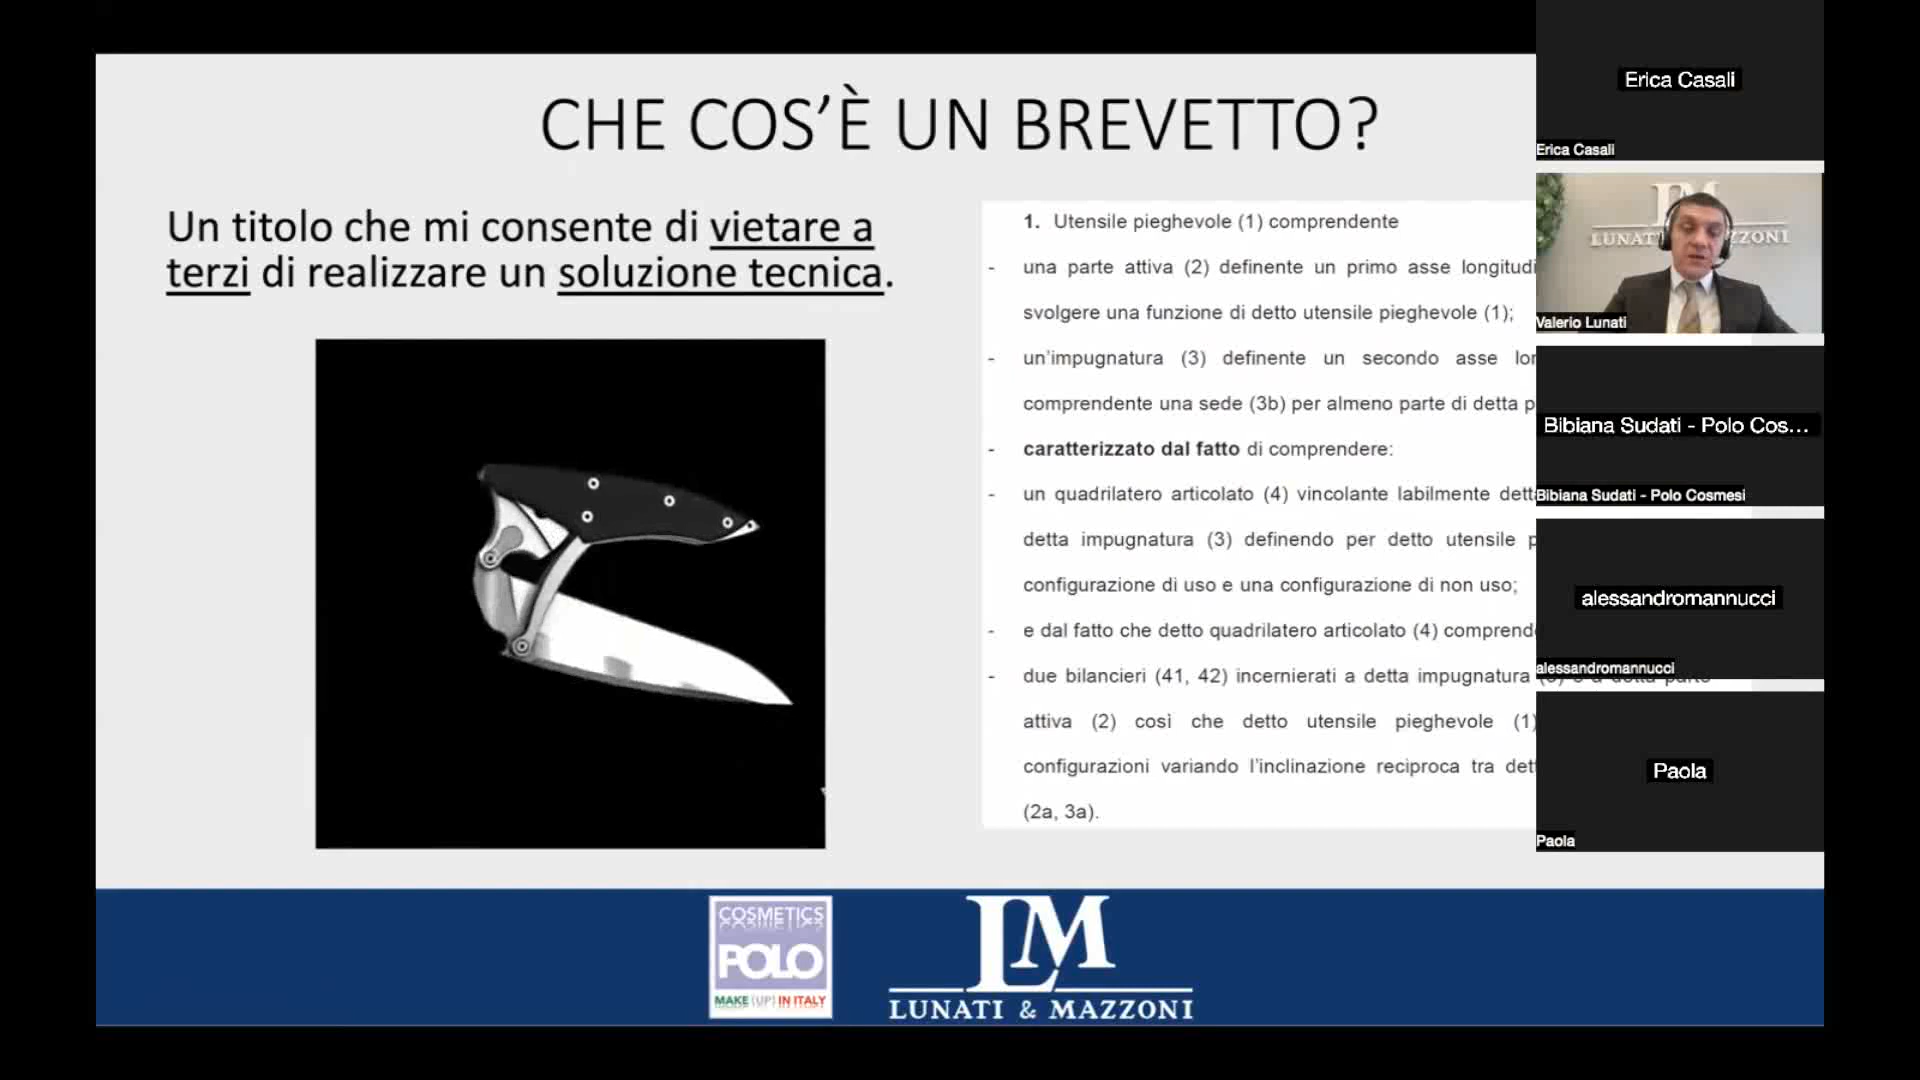 CHE COS’È UN BREVETTO?
Un titolo che mi consente di vietare a
terzi di realizzare un soluzione tecnica.
1. Utensile pieghevole (1) comprendente
- una parte attiva (2) definente un primo asse
svolgere una funzione di detto utensile pieghevole (1);
- un’impugnatura (3) definente un secondo asse
comprendente una sede (3b) per almeno parte di detta
- caratterizzato dal fatto di comprendere:
- un quadrilatero articolato (4) vincolante labilmente
detta impugnatura (3) definendo per detto utensile
configurazione di uso e una configurazione di non uso;
- e dal fatto che detto quadrilatero articolato (4)
- due bilancieri (41, 42) incernierati a detta impugnatura
attiva (2) così che detto utensile pieghevole (1)
configurazioni variando l’inclinazione reciproca tra
(2a, 3a).
Erica Casali
Erica Casali
LM
LUNATI
ZZONI
Valerio Lunati
Bibiana Sudati - Polo Cos...
Bibiana Sudati - Polo Cosmesi
alessandromannucci
alessandromannucci
Paola
Paola
COSMETICS
POLO
MAKE (UP) IN ITALY
LM
LUNATI & MAZZONI